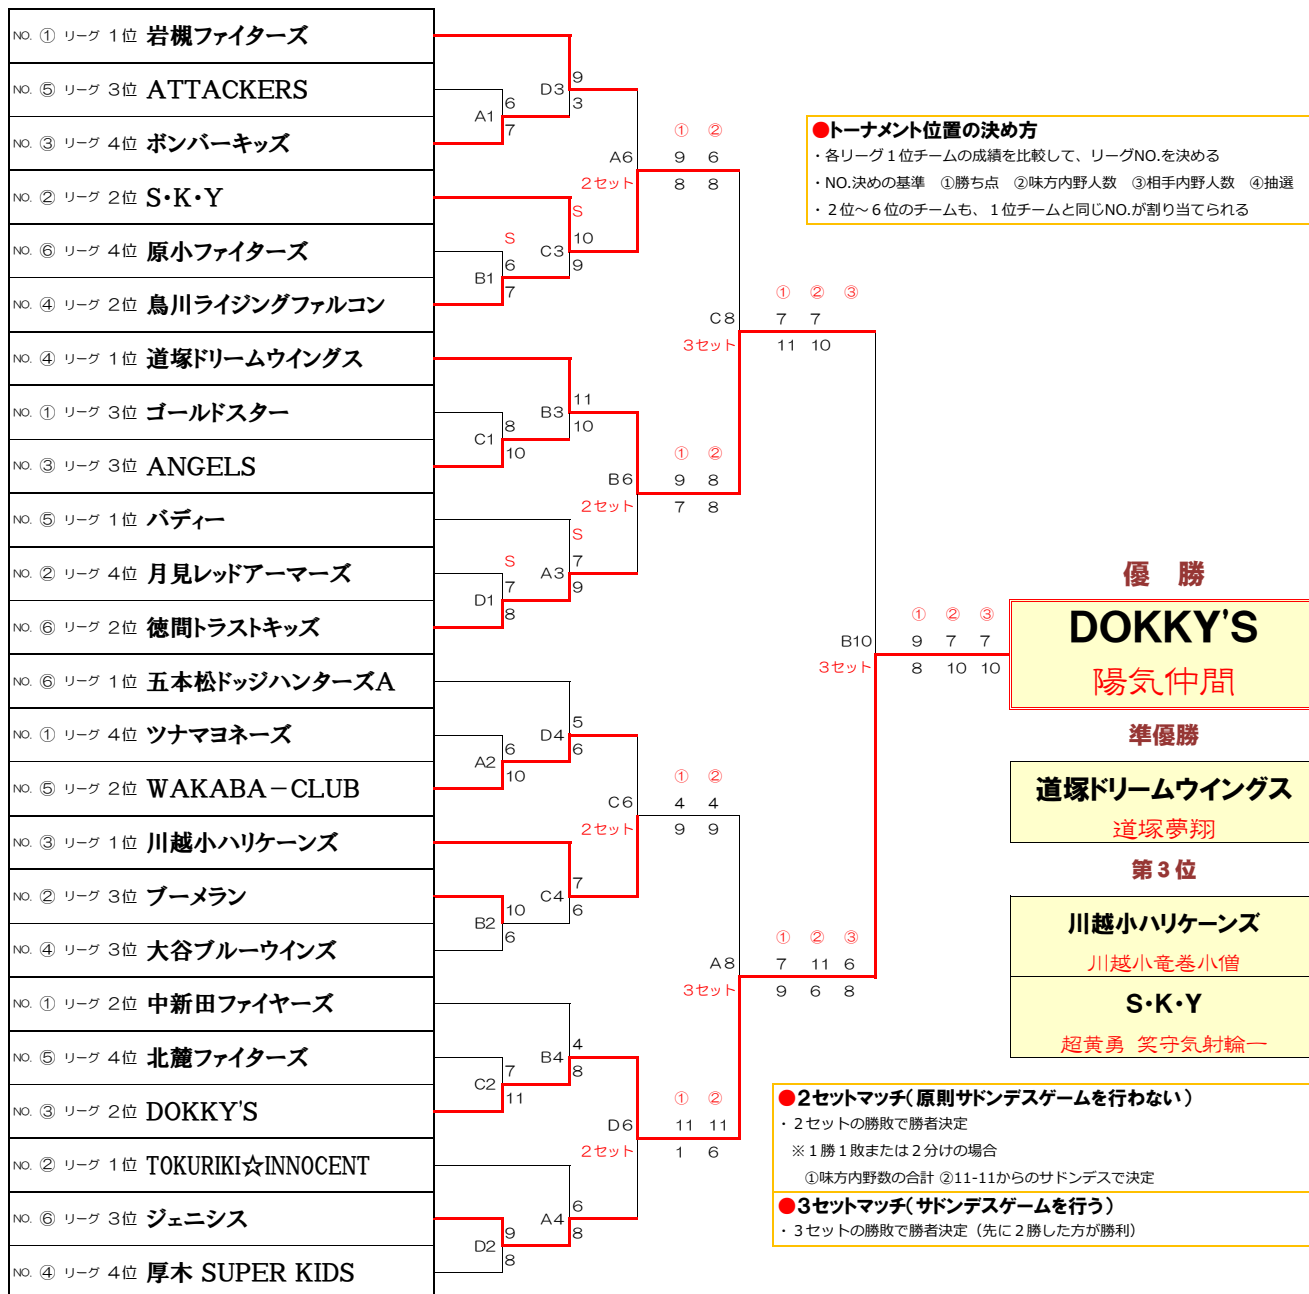 NO. ① リーグ 1位 岩槻ファイターズ
NO. ⑤ リーグ 3位 ATTACKERS
NO. ③ リーグ 4位 ボンバーキッズ
NO. ② リーグ 2位 S・K・Y
NO. ⑥ リーグ 4位 原小ファイターズ
NO. ④ リーグ 2位 鳥川ライジングファルコン
NO. ④ リーグ 1位 道塚ドリームウイングス
NO. ① リーグ 3位 ゴールドスター
NO. ③ リーグ 3位 ANGELS
NO. ⑤ リーグ 1位 バディー
NO. ② リーグ 4位 月見レッドアーマーズ
NO. ⑥ リーグ 2位 徳間トラストキッズ
NO. ⑥ リーグ 1位 五本松ドッジハンターズA
NO. ① リーグ 4位 ツナマヨネーズ
NO. ⑤ リーグ 2位 WAKABA－CLUB
NO. ③ リーグ 1位 川越小ハリケーンズ
NO. ② リーグ 3位 ブーメラン
NO. ④ リーグ 3位 大谷ブルーウインズ
NO. ① リーグ 2位 中新田ファイヤーズ
NO. ⑤ リーグ 4位 北麓ファイターズ
NO. ③ リーグ 2位 DOKKY'S
NO. ② リーグ 1位 TOKURIKI☆INNOCENT
NO. ⑥ リーグ 3位 ジェニシス
NO. ④ リーグ 4位 厚木 SUPER KIDS
6
A1
7
S
6
B1
7
8
C1
10
S
7
D1
8
6
A2
10
10
B2
6
7
C2
11
9
D2
8
9
D3
3
S
10
C3
9
11
B3
10
S
7
A3
9
5
D4
6
7
C4
6
4
B4
8
6
A4
8
① ②
A6 9 6
2セット 8 8
① ②
B6 9 8
2セット 7 8
① ②
C6 4 4
2セット 9 9
① ②
D6 11 11
2セット 1 6
① ② ③
C8 7 7
3セット 11 10
① ② ③
A8 7 11 6
3セット 9 6 8
① ② ③
B10 9 7 7
3セット 8 10 10
●トーナメント位置の決め方
・各リーグ１位チームの成績を比較して、リーグNO.を決める
・NO.決めの基準　①勝ち点　②味方内野人数　③相手内野人数　④抽選
・２位～６位のチームも、１位チームと同じNO.が割り当てられる
優 勝
DOKKY'S
陽気仲間
準優勝
道塚ドリームウイングス
道塚夢翔
第３位
川越小ハリケーンズ
川越小竜巻小僧
S・K・Y
超黄勇 笑守気射輪一
●2セットマッチ（原則サドンデスゲームを行わない）
・２セットの勝敗で勝者決定
※１勝１敗または２分けの場合
①味方内野数の合計 ②11-11からのサドンデスで決定
●3セットマッチ（サドンデスゲームを行う）
・３セットの勝敗で勝者決定（先に２勝した方が勝利）